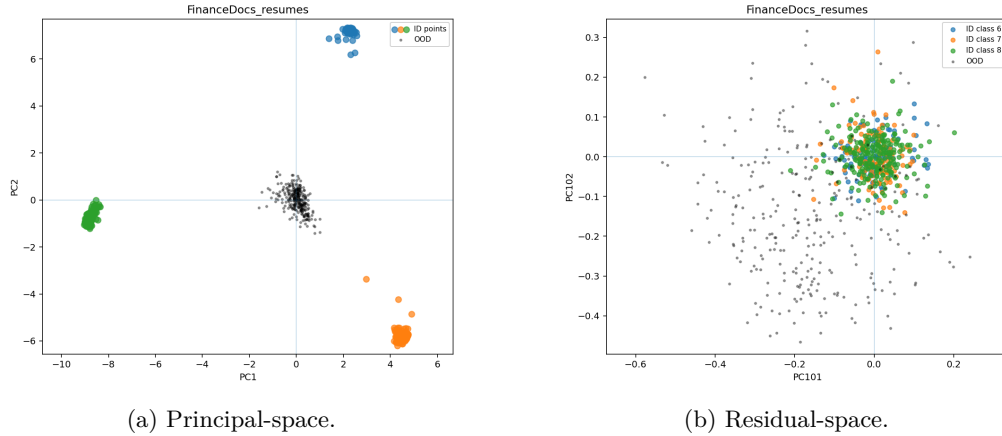 FinanceDocs_resumes
ID points
OOD
6
4
2
0
−2
−4
−6
PC2
−10
−8
−6
−4
−2
0
2
4
6
PC1
(a) Principal-space.
FinanceDocs_resumes
ID class 6
ID class 7
ID class 8
OOD
0.3
0.2
0.1
0.0
−0.1
−0.2
−0.3
−0.4
PC102
−0.6
−0.4
−0.2
0.0
0.2
PC101
(b) Residual-space.